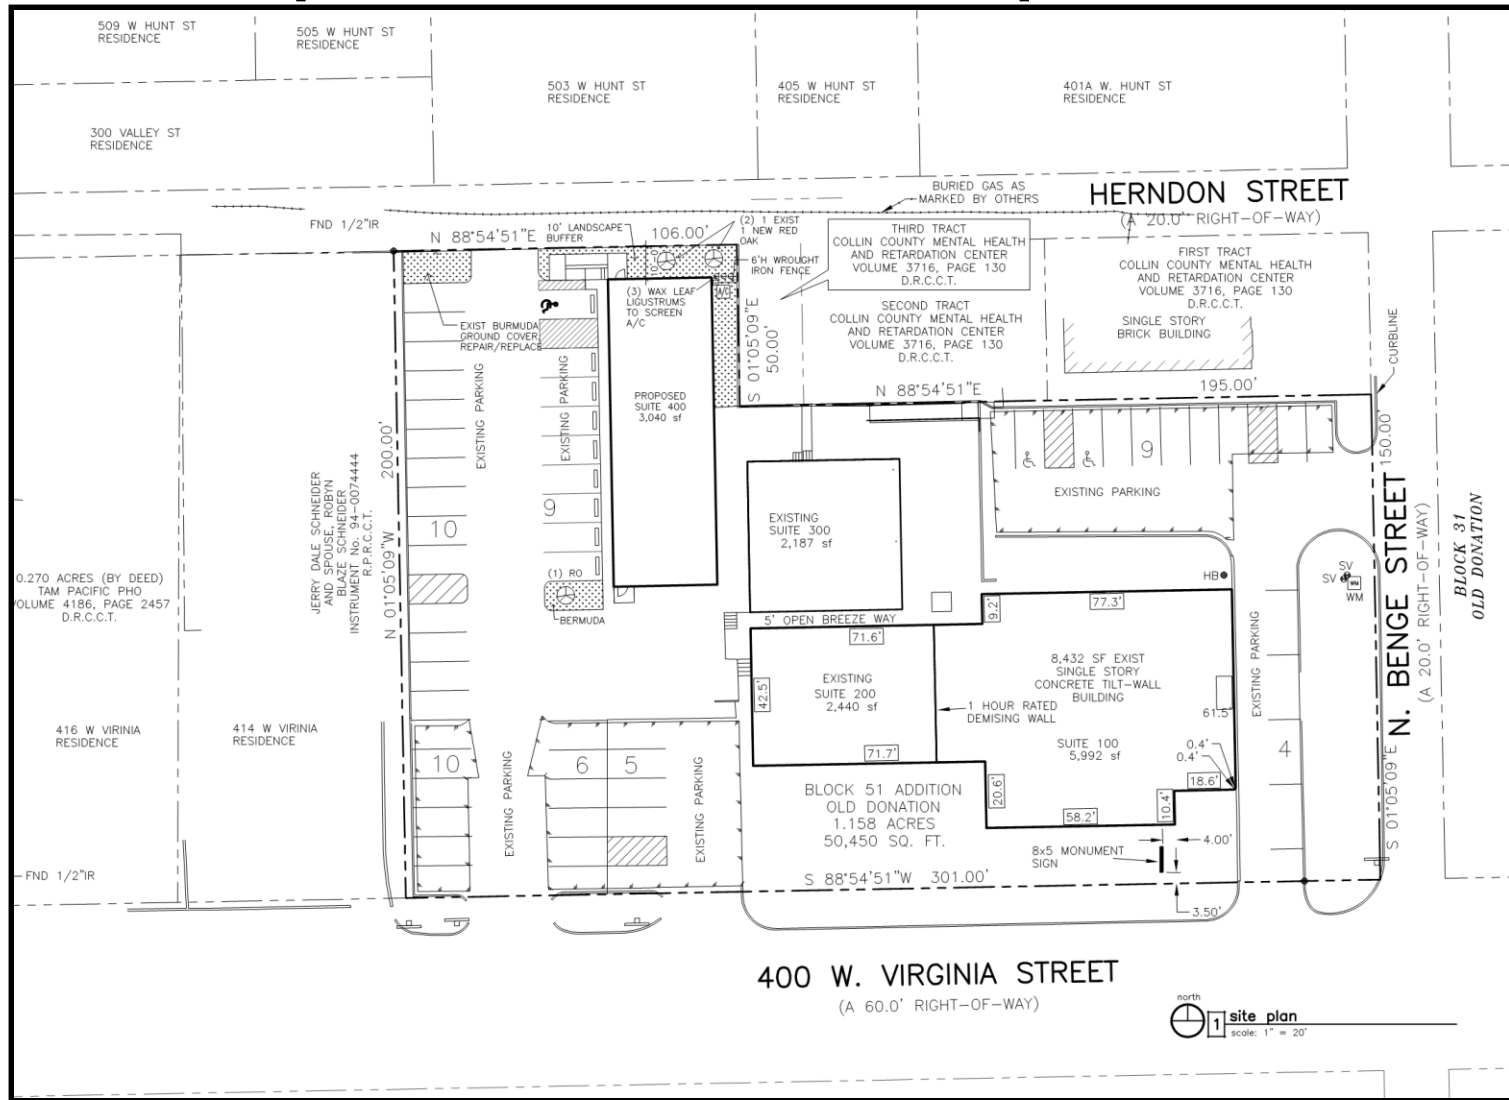 509 W HUNT ST
RESIDENCE
505 W HUNT ST
RESIDENCE
503 W HUNT ST
RESIDENCE
405 W HUNT ST
RESIDENCE
401A W. HUNT ST
RESIDENCE
300 VALLEY ST
RESIDENCE
BURIED GAS AS
MARKED BY OTHERS
HERNDON STREET
(A 20.0' RIGHT-OF-WAY)
FND 1/2"IR
N 88°54'51"E
106.00'
10' LANDSCAPE
BUFFER
(2) 1 EXIST
1 NEW RED
OAK
6'H WROUGHT
IRON FENCE
10'-0"
THIRD TRACT
COLLIN COUNTY MENTAL HEALTH
AND RETARDATION CENTER
VOLUME 3716, PAGE 130
D.R.C.C.T.
SECOND TRACT
COLLIN COUNTY MENTAL HEALTH
AND RETARDATION CENTER
VOLUME 3716, PAGE 130
D.R.C.C.T.
FIRST TRACT
COLLIN COUNTY MENTAL HEALTH
AND RETARDATION CENTER
VOLUME 3716, PAGE 130
D.R.C.C.T.
SINGLE STORY
BRICK BUILDING
CURBLINE
(3) WAX LEAF
LIGUSTRUMS
TO SCREEN
A/C
A/C
EXIST BURMUDA
GROUND COVER,
REPAIR/REPLACE
S 01°05'09"E
50.00'
N 88°54'51"E
195.00'
EXISTING PARKING
EXISTING PARKING
PROPOSED
SUITE 400
3,040 sf
200.00'
N 01°05'09"W
JERRY DALE SCHNEIDER
AND SPOUSE, ROBYN
BLAZE SCHNEIDER
INSTRUMENT No. 94-0074444
R.P.R.C.C.T.
10
9
(1) RO
BERMUDA
EXISTING
SUITE 300
2,187 sf
9
EXISTING PARKING
150.00'
N. BENGE STREET
(A 20.0' RIGHT-OF-WAY)
S 01°05'09"E
BLOCK 31
OLD DONATION
0.270 ACRES (BY DEED)
TAM PACIFIC PHO
VOLUME 4186, PAGE 2457
D.R.C.C.T.
HB
SV
SV
WM
WM
5' OPEN BREEZE WAY
71.6'
9.2'
77.3'
42.5'
EXISTING
SUITE 200
2,440 sf
71.7'
8,432 SF EXIST
SINGLE STORY
CONCRETE TILT-WALL
BUILDING
1 HOUR RATED
DEMISING WALL
SUITE 100
5,992 sf
61.5'
0.4'
0.4'
18.6'
10.4'
20.6'
58.2'
EXISTING PARKING
4
416 W VIRINIA
RESIDENCE
414 W VIRINIA
RESIDENCE
10
EXISTING PARKING
6
5
EXISTING PARKING
BLOCK 51 ADDITION
OLD DONATION
1.158 ACRES
50,450 SQ. FT.
8x5 MONUMENT
SIGN
4.00'
3.50'
FND 1/2"IR
S 88°54'51"W 301.00'
400 W. VIRGINIA STREET
(A 60.0' RIGHT-OF-WAY)
north
1
site plan
scale: 1" = 20'